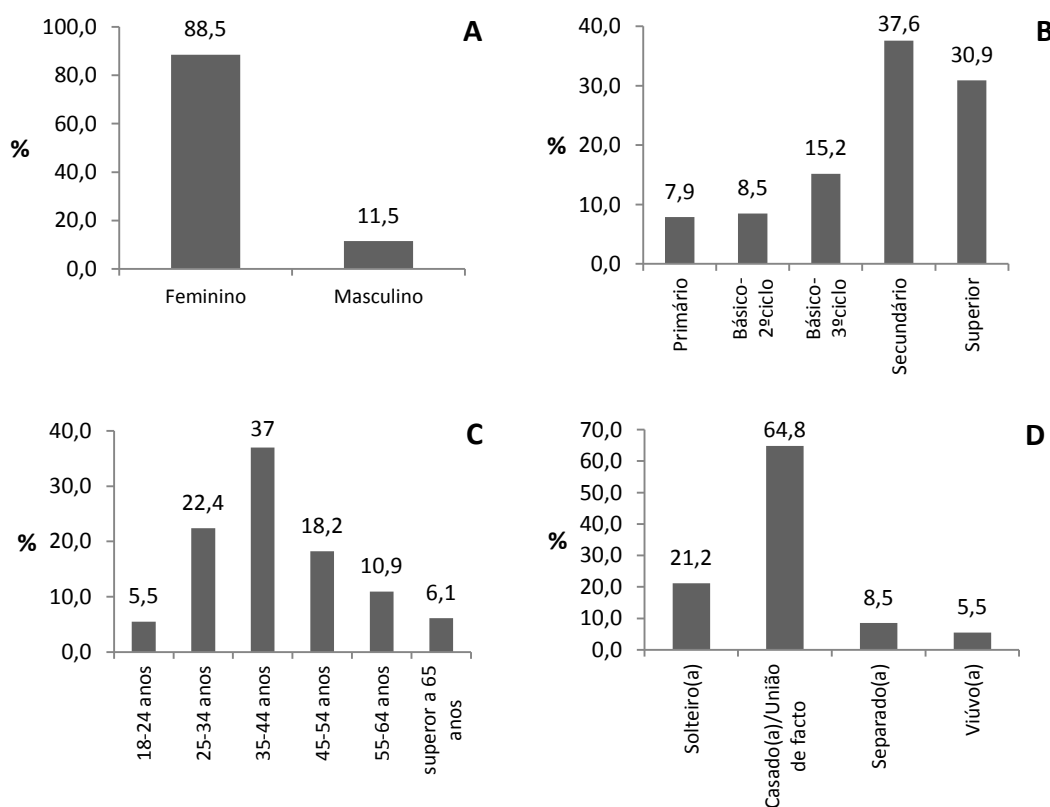 A
100,0
80,0
60,0
40,0
20,0
0,0
%
88,5
11,5
Feminino
Masculino
B
40,0
30,0
20,0
10,0
0,0
%
7,9
8,5
15,2
37,6
30,9
Primário
Básico-
2ºciclo
Básico-
3ºciclo
Secundário
Superior
C
40,0
30,0
20,0
10,0
0,0
%
5,5
22,4
37
18,2
10,9
6,1
18-24 anos
25-34 anos
35-44 anos
45-54 anos
55-64 anos
superor a 65
anos
D
70,0
60,0
50,0
40,0
30,0
20,0
10,0
0,0
%
21,2
64,8
8,5
5,5
Solteiro(a)
Casado(a)/União
de facto
Separado(a)
Viiúvo(a)